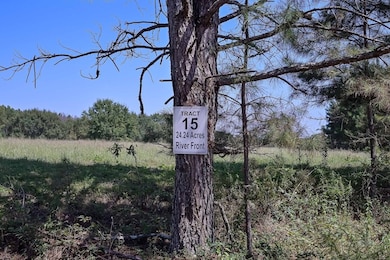 TRACT
15
24.24 Acres
River Front